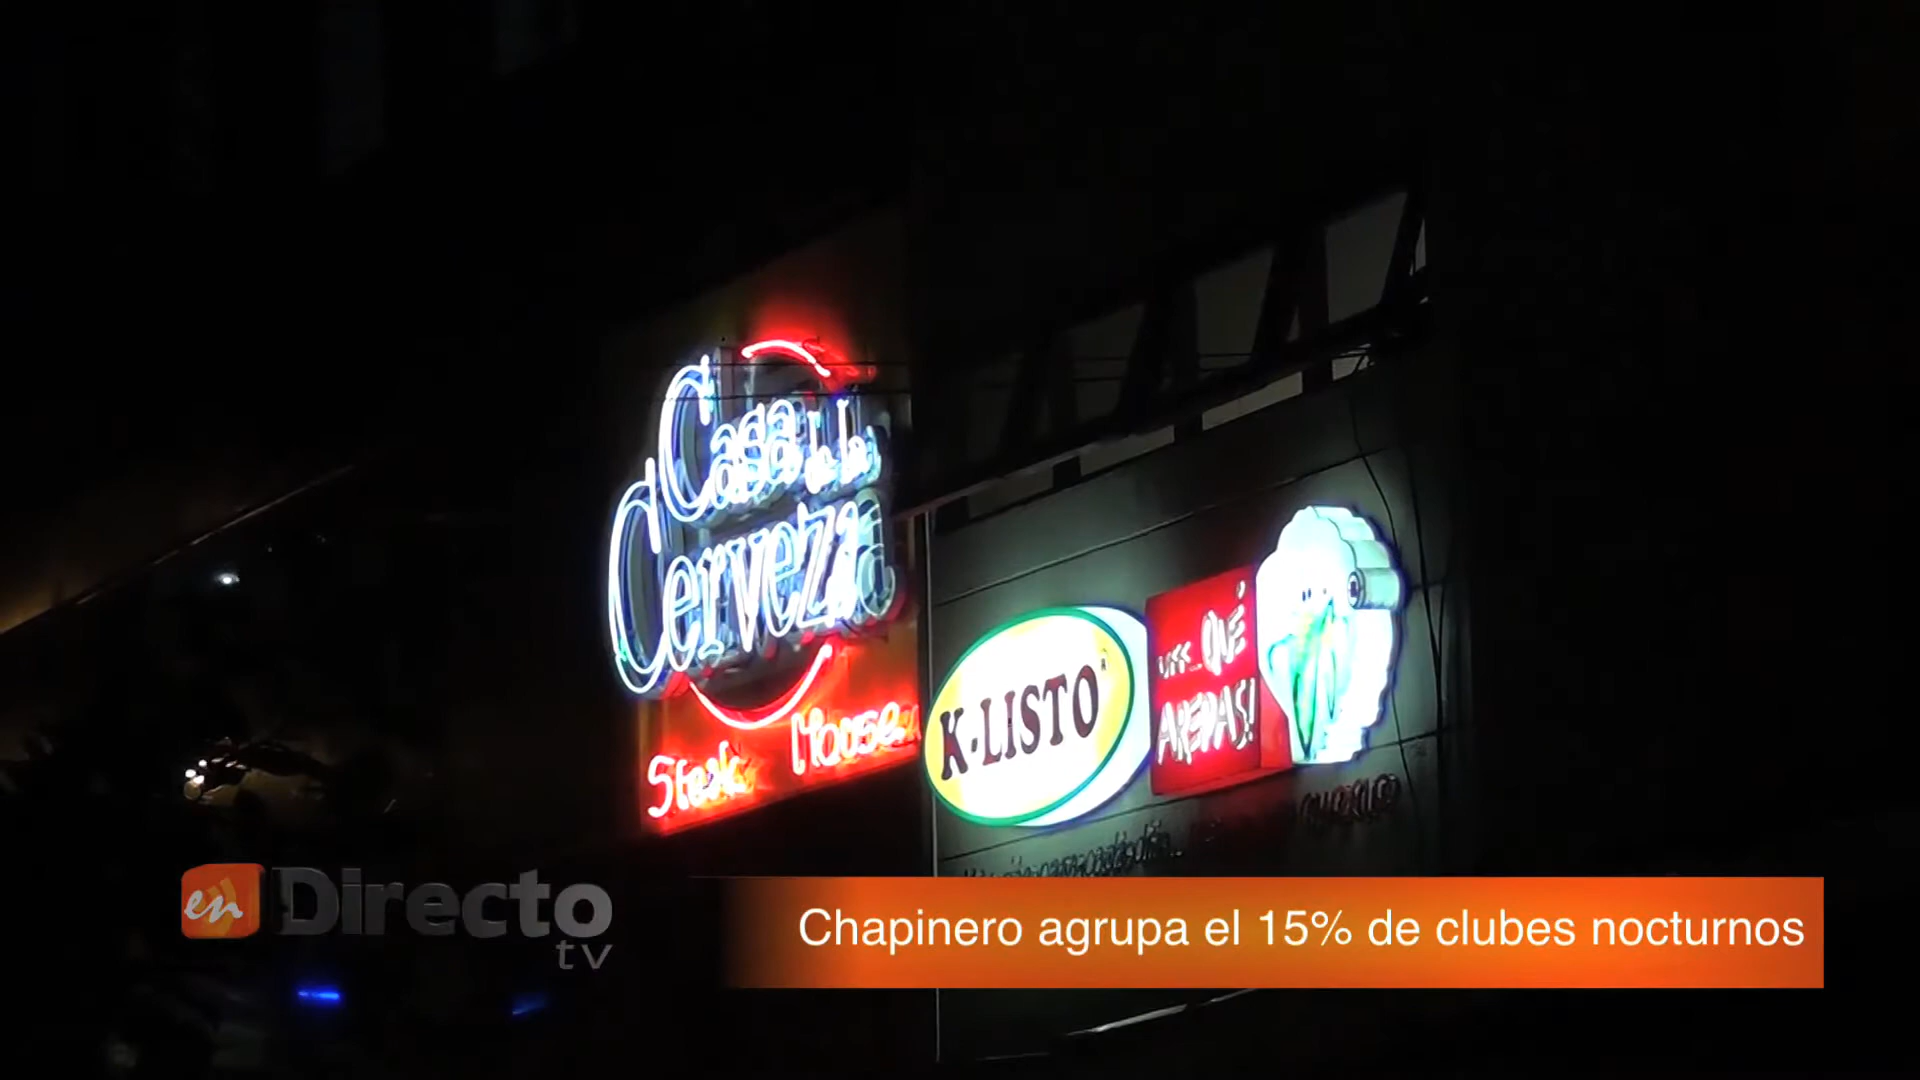 Casa de la
Cerveza
Steak House
K-LISTO
UFF... QUÉ
AREPAS!
en Directo
tv
Chapinero agrupa el 15% de clubes nocturnos